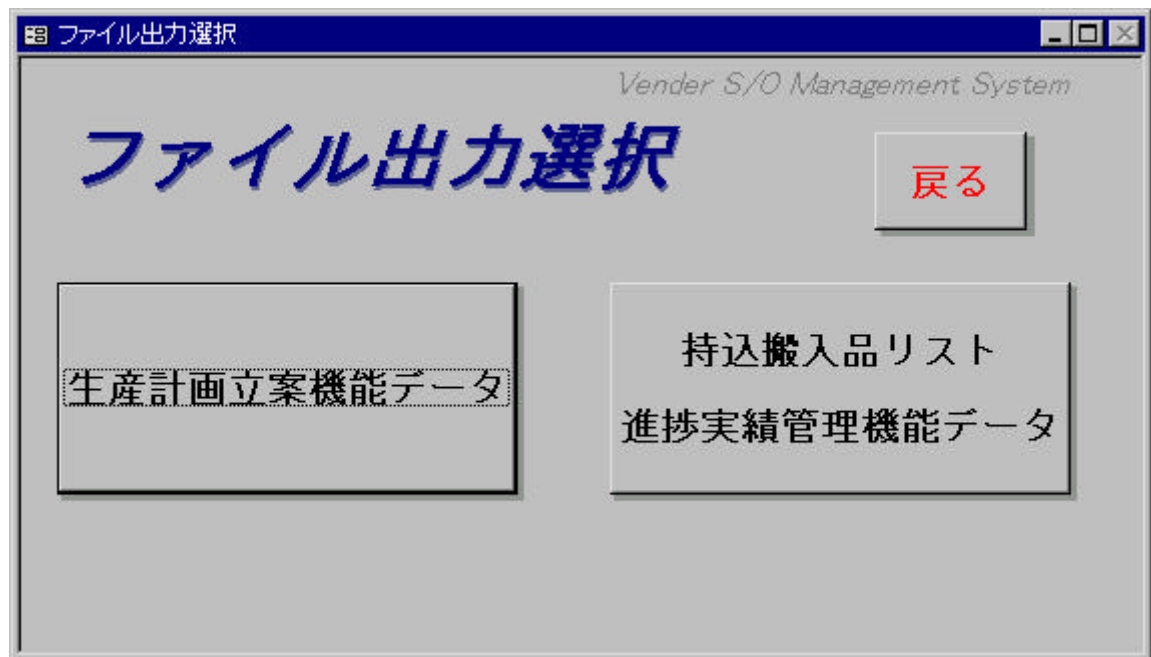 ファイル出力選択
Vender S/O Management System
ファイル出力選択
戻る
生産計画立案機能データ
持込搬入品リスト
進捗実績管理機能データ